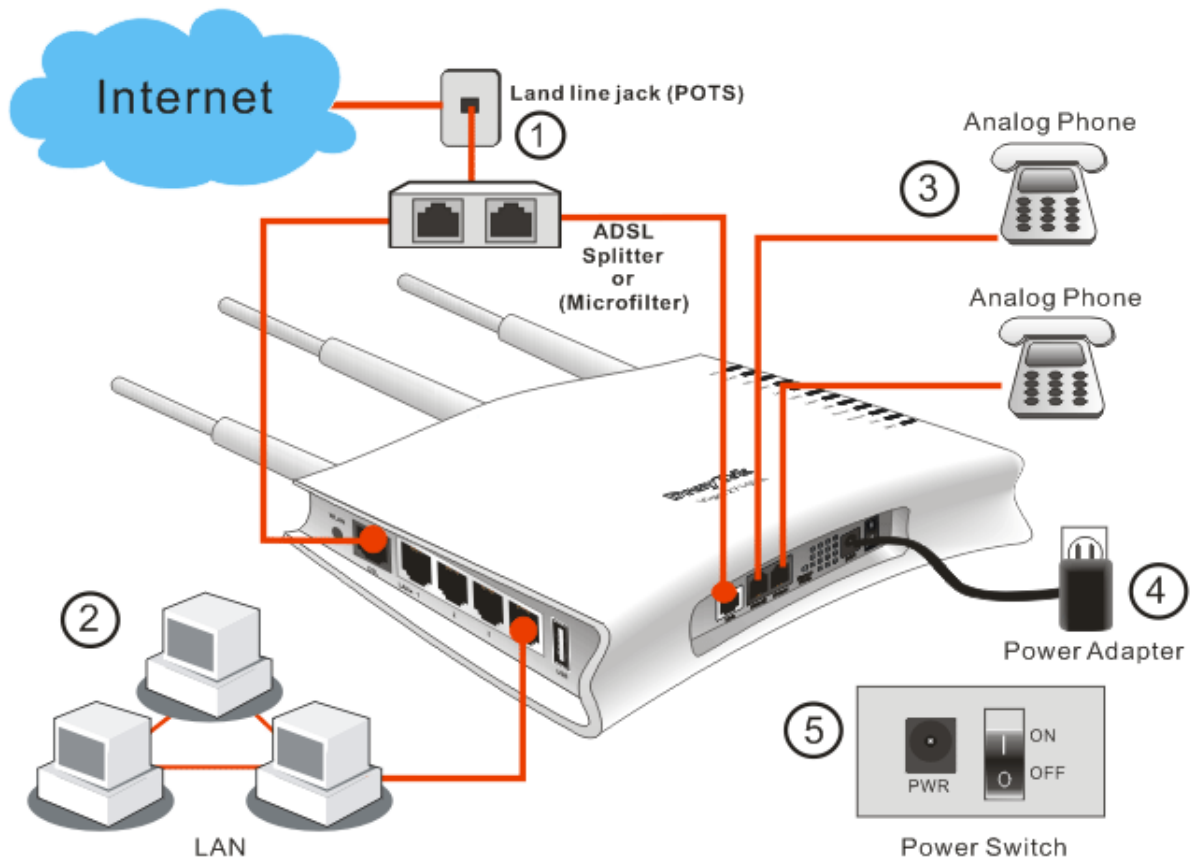 Internet
Land line jack (POTS)
1
Analog Phone
3
ADSL
Splitter
or
(Microfilter)
Analog Phone
2
4
Power Adapter
5
ON
OFF
PWR
LAN
Power Switch